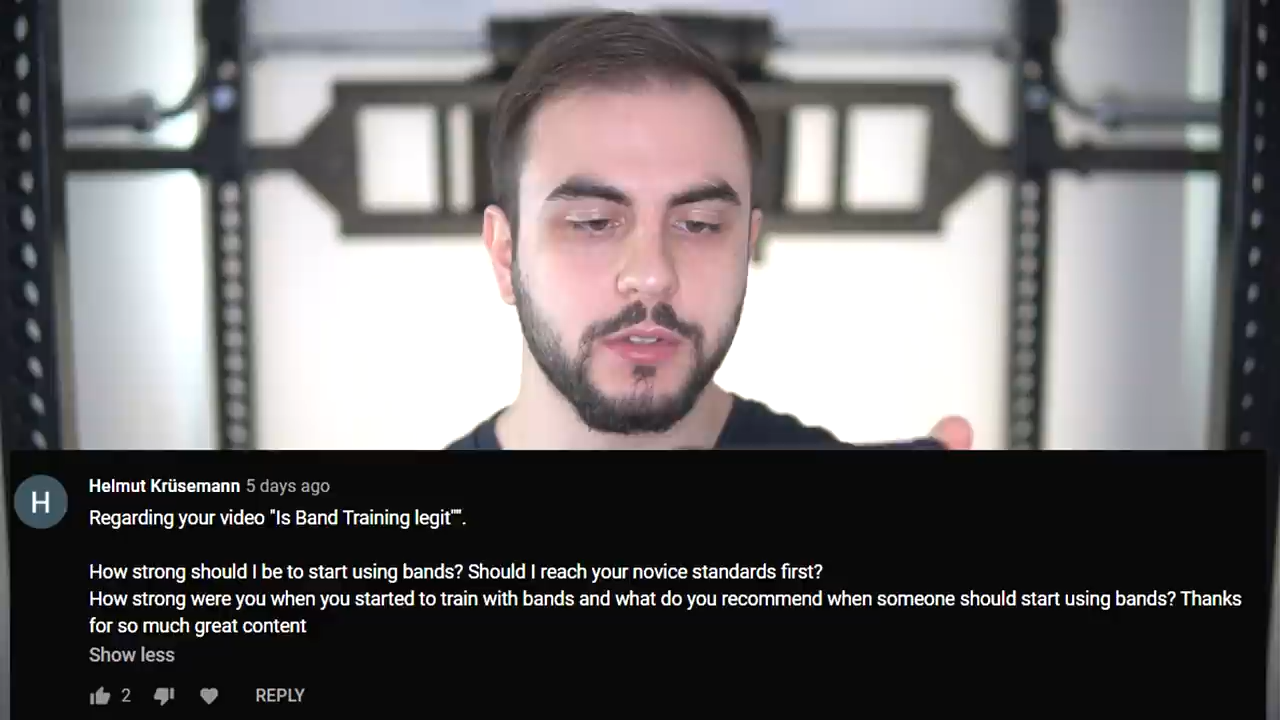 H
Helmut Krüsemann 5 days ago
Regarding your video "Is Band Training legit"".
How strong should I be to start using bands? Should I reach your novice standards first?
How strong were you when you started to train with bands and what do you recommend when someone should start using bands? Thanks
for so much great content
Show less
2 REPLY